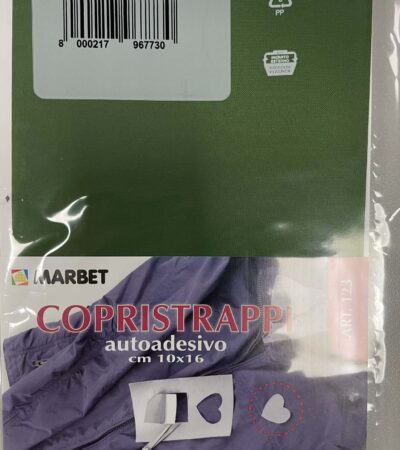 8 000217 967730
PP
MARBET
COPRISTRAPPI
autoadesivo
cm 10x16
ART. 123